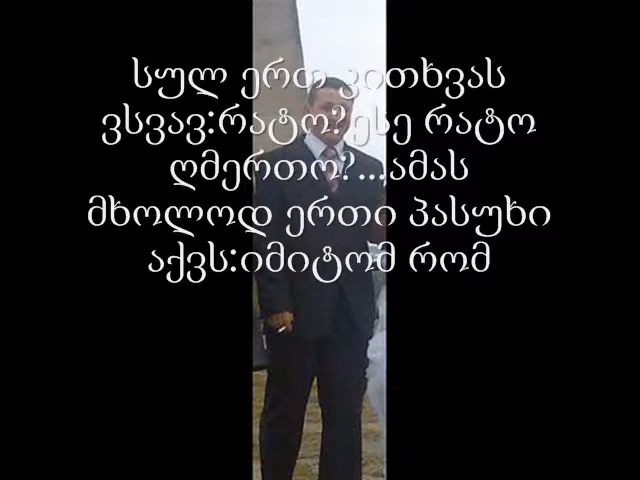 სულ ერთ კითხვას
ვსვავ:რატო?ესე რატო
ღმერთო?...ამას
მხოლოდ ერთი პასუხი
აქვს:იმიტომ რომ